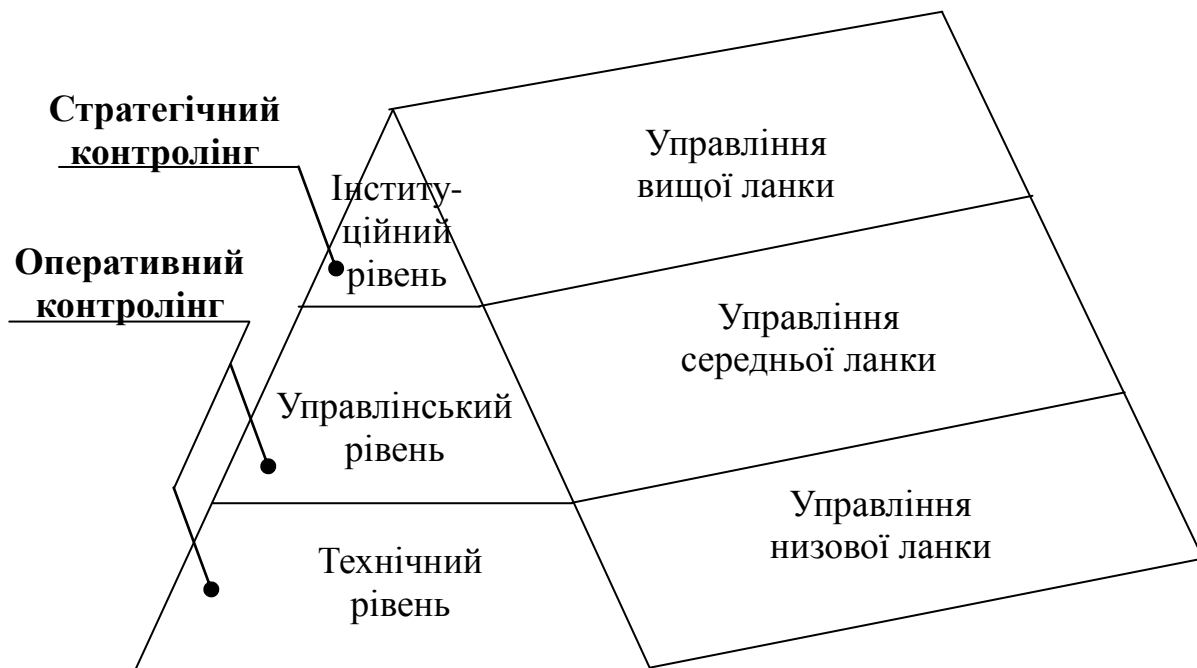 Стратегічний
контролінг
Інститу-
ційний
рівень
Управління
вищої ланки
Оперативний
контролінг
Управлінський
рівень
Управління
середньої ланки
Технічний
рівень
Управління
низової ланки